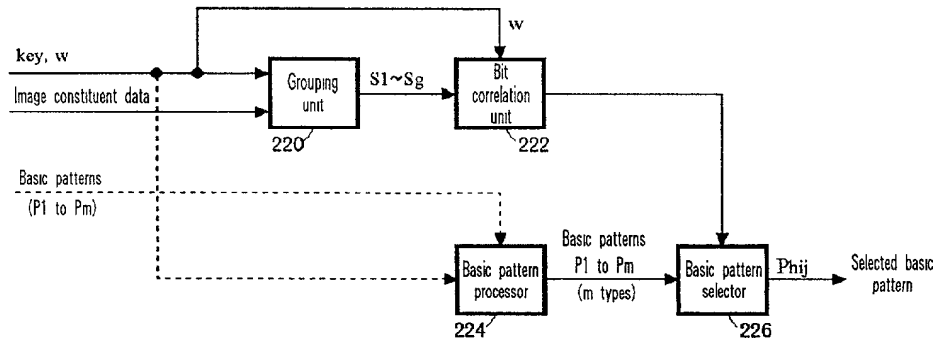 w
key, w
Image constituent data
Grouping
unit
220
S1~Sg
Bit
correlation
unit
222
Basic patterns
(P1 to Pm)
Basic pattern
processor
224
Basic patterns
P1 to Pm
(m types)
Basic pattern
selector
226
Phij
Selected basic
pattern